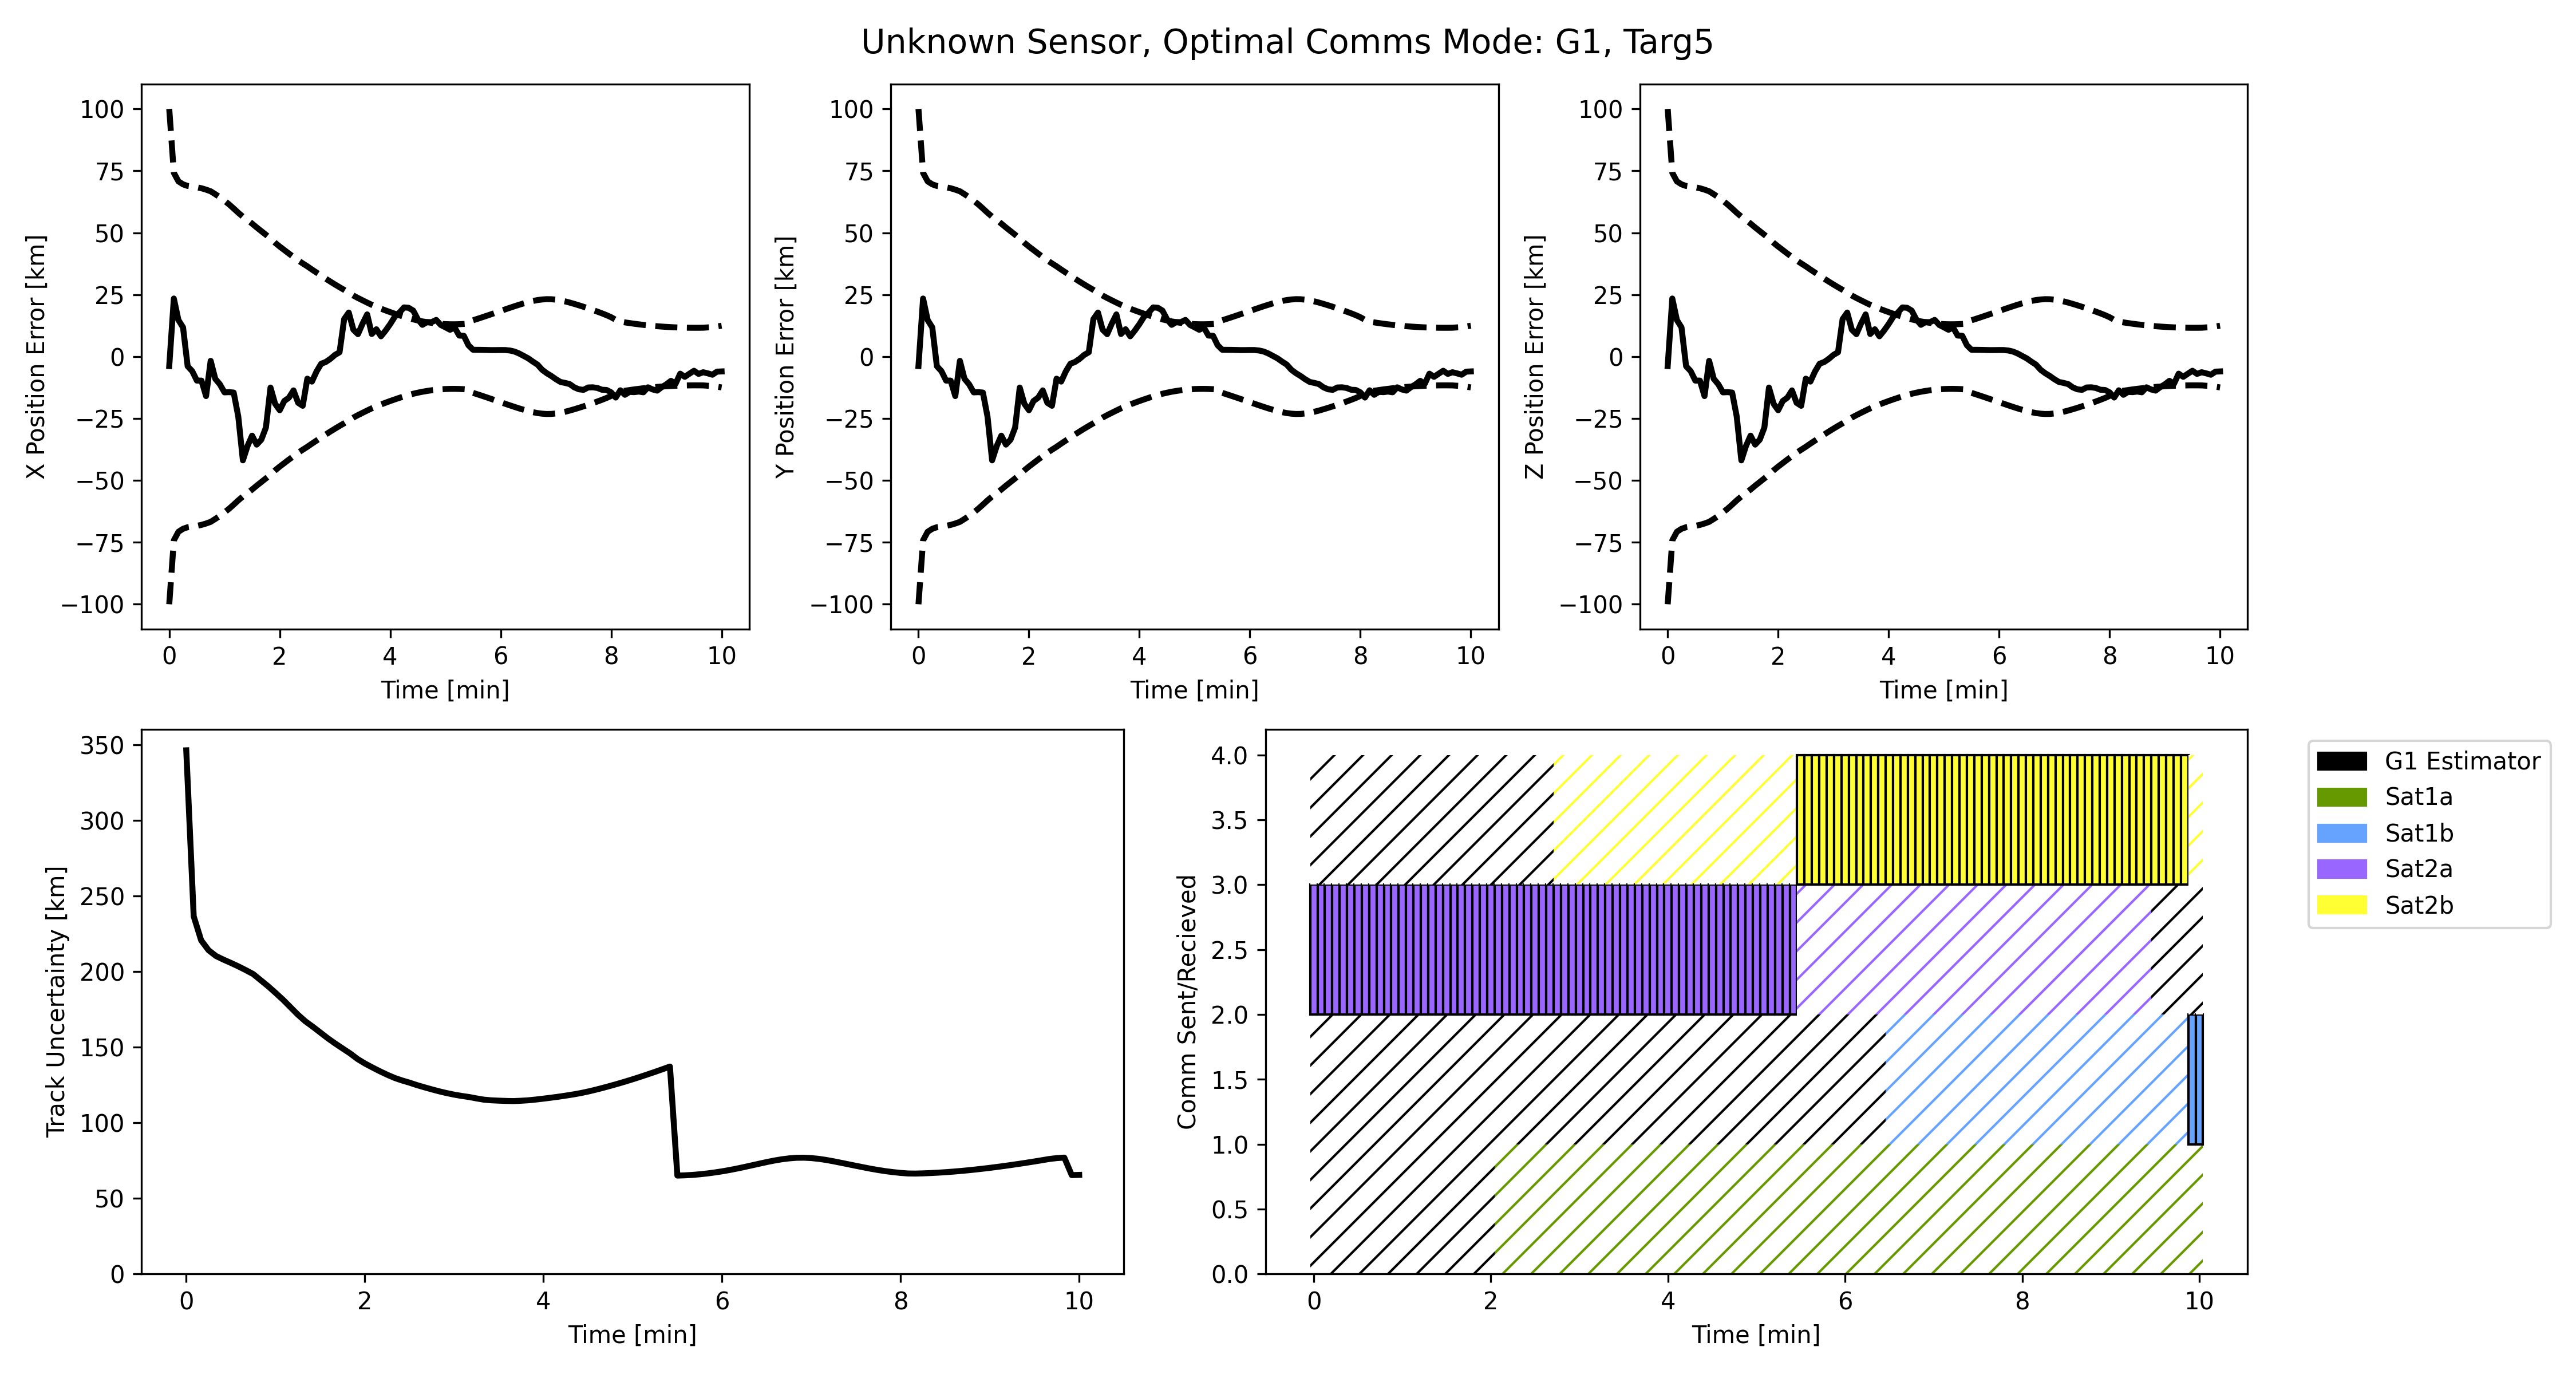 Unknown Sensor, Optimal Comms Mode: G1, Targ5
X Position Error [km]
100
75
50
25
0
−25
−50
−75
−100
0 2 4 6 8 10
Time [min]
Y Position Error [km]
100
75
50
25
0
−25
−50
−75
−100
0 2 4 6 8 10
Time [min]
Z Position Error [km]
100
75
50
25
0
−25
−50
−75
−100
0 2 4 6 8 10
Time [min]
Track Uncertainty [km]
350
300
250
200
150
100
50
0
0 2 4 6 8 10
Time [min]
Comm Sent/Recieved
4.0
3.5
3.0
2.5
2.0
1.5
1.0
0.5
0.0
0 2 4 6 8 10
Time [min]
G1 Estimator
Sat1a
Sat1b
Sat2a
Sat2b